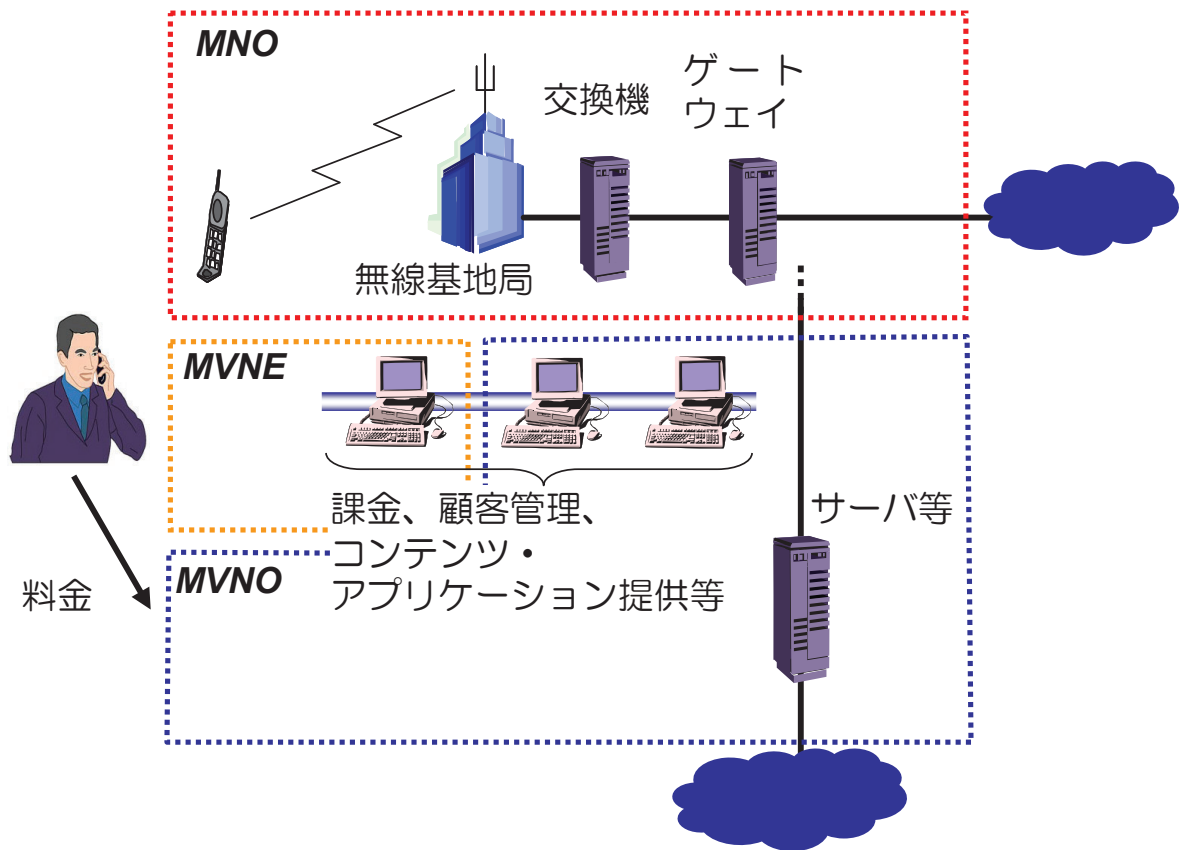 MNO
交換機
ゲート
ウェイ
無線基地局
MVNE
課金、顧客管理、
コンテンツ・
アプリケーション提供等
サーバ等
MVNO
料金